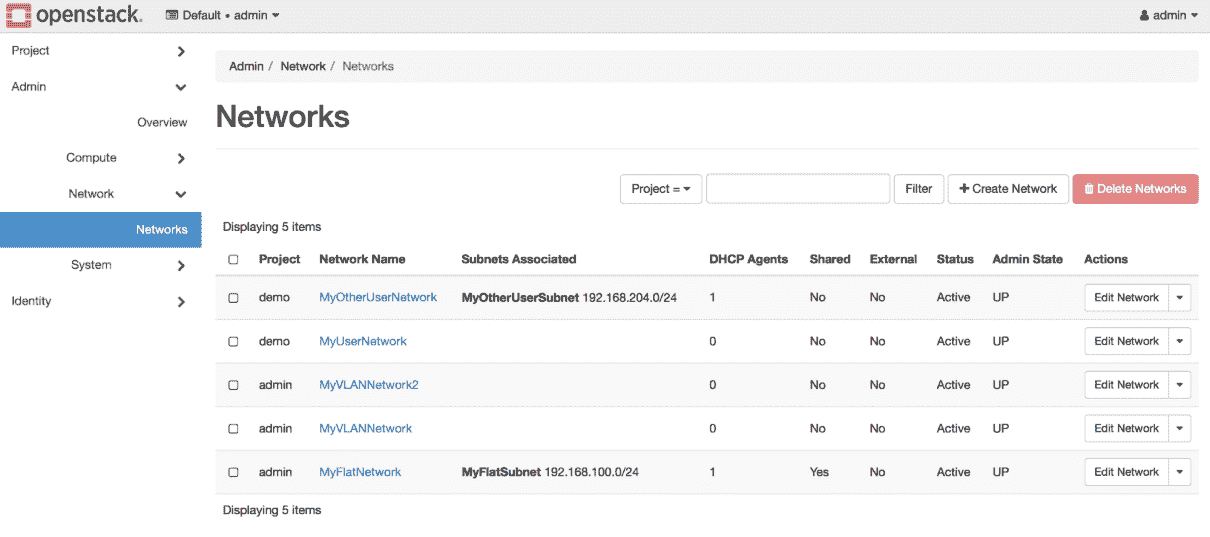 openstack. Default • admin admin
Project
Admin
Overview
Compute
Network
Networks
System
Identity
Admin / Network / Networks
Networks
Project = Filter + Create Network Delete Networks
Displaying 5 items
Project Network Name Subnets Associated DHCP Agents Shared External Status Admin State Actions
demo MyOtherUserNetwork MyOtherUserSubnet 192.168.204.0/24 1 No No Active UP Edit Network
demo MyUserNetwork 0 No No Active UP Edit Network
admin MyVLANNetwork2 0 No No Active UP Edit Network
admin MyVLANNetwork 0 No No Active UP Edit Network
admin MyFlatNetwork MyFlatSubnet 192.168.100.0/24 1 Yes No Active UP Edit Network
Displaying 5 items